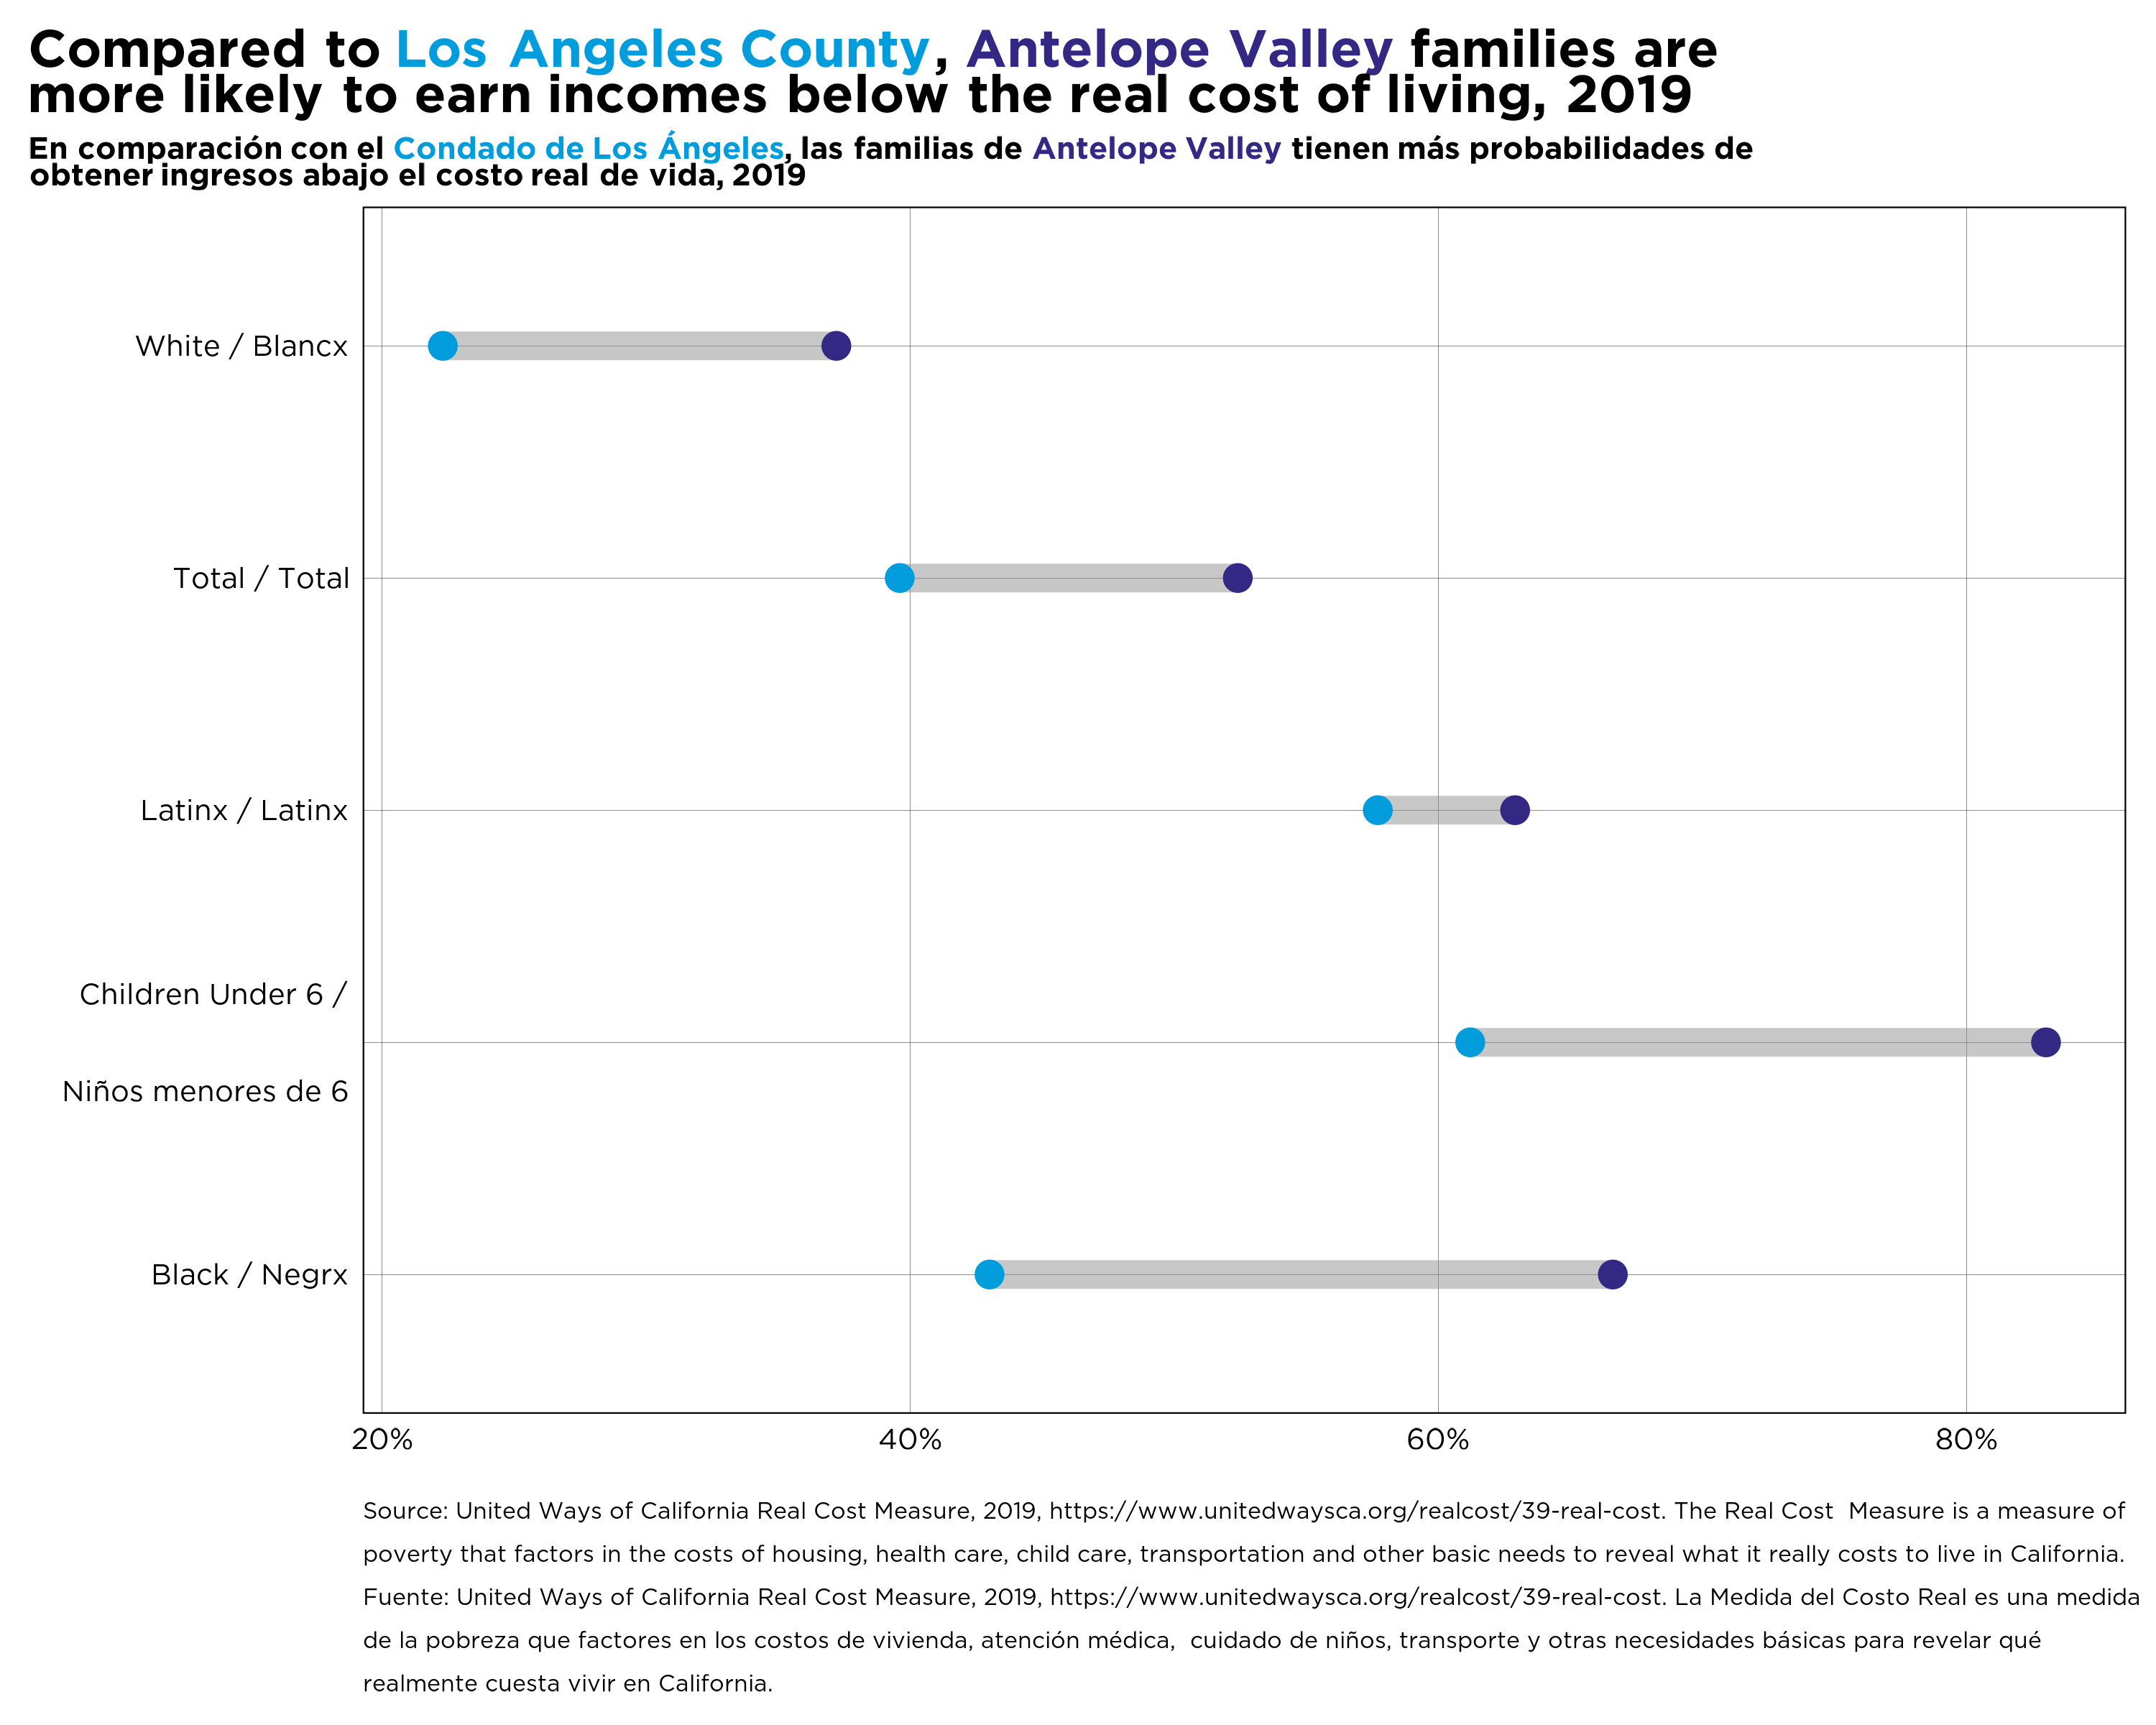 Compared to Los Angeles County, Antelope Valley families are
more likely to earn incomes below the real cost of living, 2019
En comparación con el Condado de Los Ángeles, las familias de Antelope Valley tienen más probabilidades de
obtener ingresos abajo el costo real de vida, 2019
White / Blancx
Total / Total
Latinx / Latinx
Children Under 6 /
Niños menores de 6
Black / Negrx
20% 40% 60% 80%
Source: United Ways of California Real Cost Measure, 2019, https://www.unitedwaysca.org/realcost/39-real-cost. The Real Cost  Measure is a measure of
poverty that factors in the costs of housing, health care, child care, transportation and other basic needs to reveal what it really costs to live in California.
Fuente: United Ways of California Real Cost Measure, 2019, https://www.unitedwaysca.org/realcost/39-real-cost. La Medida del Costo Real es una medida
de la pobreza que factores en los costos de vivienda, atención médica,  cuidado de niños, transporte y otras necesidades básicas para revelar qué
realmente cuesta vivir en California.